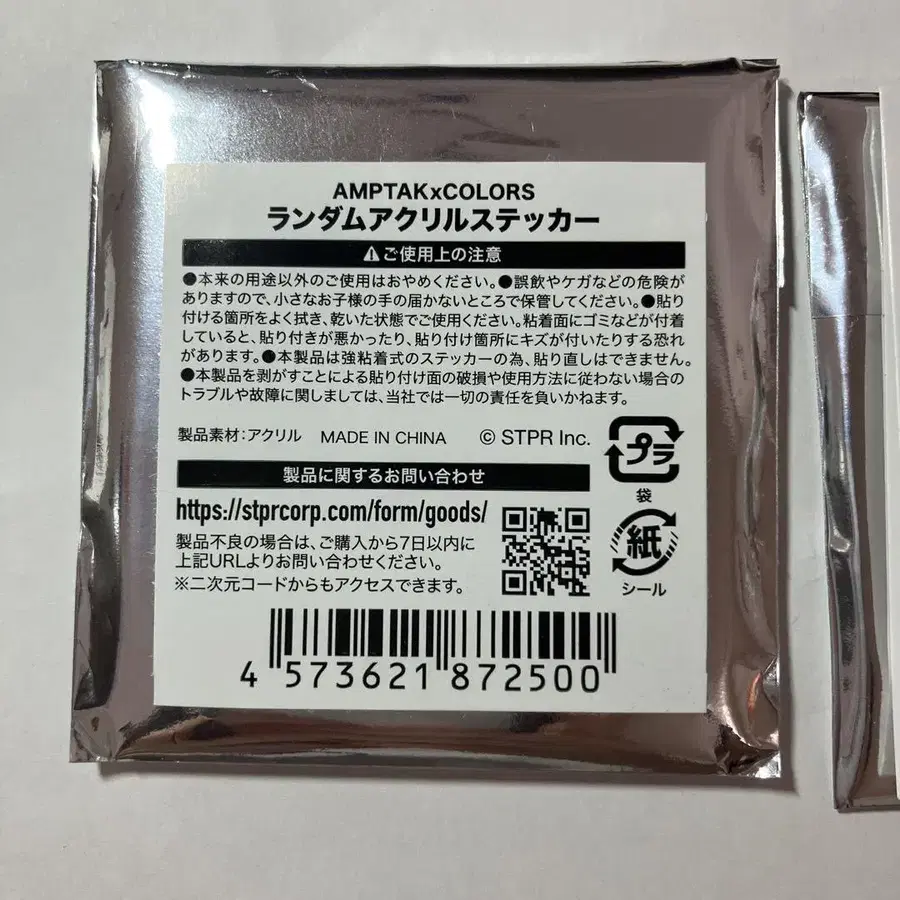 AMPTAKxCOLORS
ランダムアクリルステッカー
⚠ご使用上の注意
●本来の用途以外のご使用はおやめください。●誤飲やケガなどの危険が
ありますので、小さなお子様の手の届かないところで保管してください。●貼り
付ける箇所をよく拭き、乾いた状態でご使用ください。粘着面にゴミなどが付着
していると、貼り付きが悪かったり、貼り付け箇所にキズが付いたりする恐れ
があります。●本製品は強粘着式のステッカーの為、貼り直しはできません。
●本製品を剥がすことによる貼り付け面の破損や使用方法に従わない場合の
トラブルや故障に関しましては、当社では一切の責任を負いかねます。
製品素材:アクリル MADE IN CHINA © STPR Inc.
プラ
袋
製品に関するお問い合わせ
https://stprcorp.com/form/goods/
製品不良の場合は、ご購入から7日以内に
上記URLよりお問い合わせください。
※二次元コードからもアクセスできます。
紙
シール
4 573621 872500